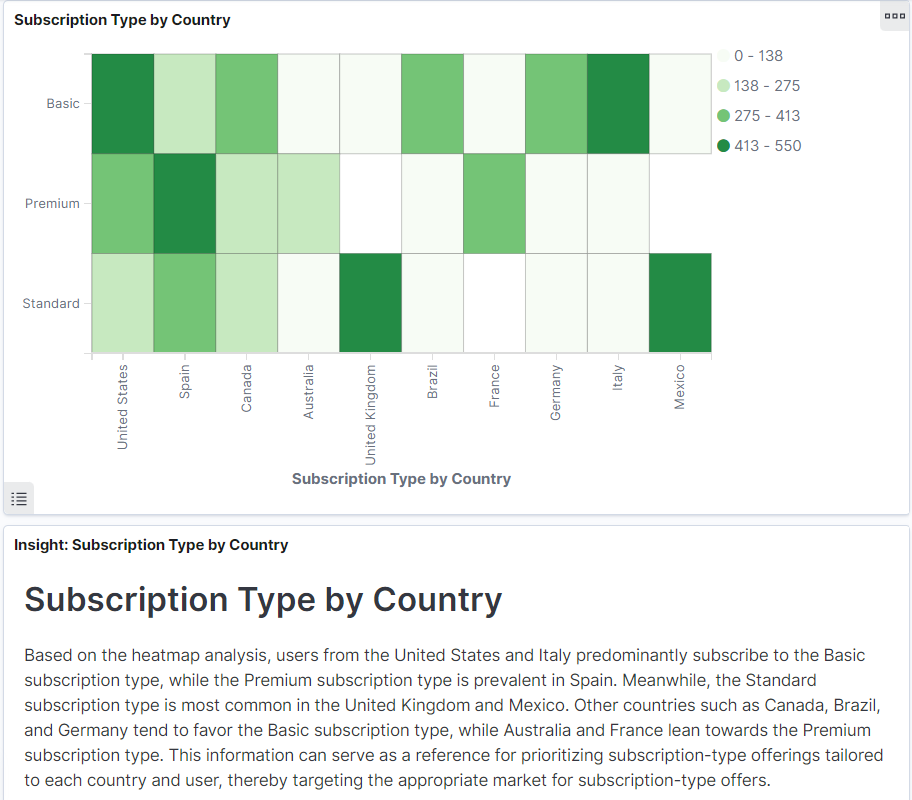 Subscription Type by Country
Basic
Premium
Standard
0 - 138
138 - 275
275 - 413
413 - 550
United States
Spain
Canada
Australia
United Kingdom
Brazil
France
Germany
Italy
Mexico
Subscription Type by Country
Insight: Subscription Type by Country
Subscription Type by Country
Based on the heatmap analysis, users from the United States and Italy predominantly subscribe to the Basic
subscription type, while the Premium subscription type is prevalent in Spain. Meanwhile, the Standard
subscription type is most common in the United Kingdom and Mexico. Other countries such as Canada, Brazil,
and Germany tend to favor the Basic subscription type, while Australia and France lean towards the Premium
subscription type. This information can serve as a reference for prioritizing subscription-type offerings tailored
to each country and user, thereby targeting the appropriate market for subscription-type offers.